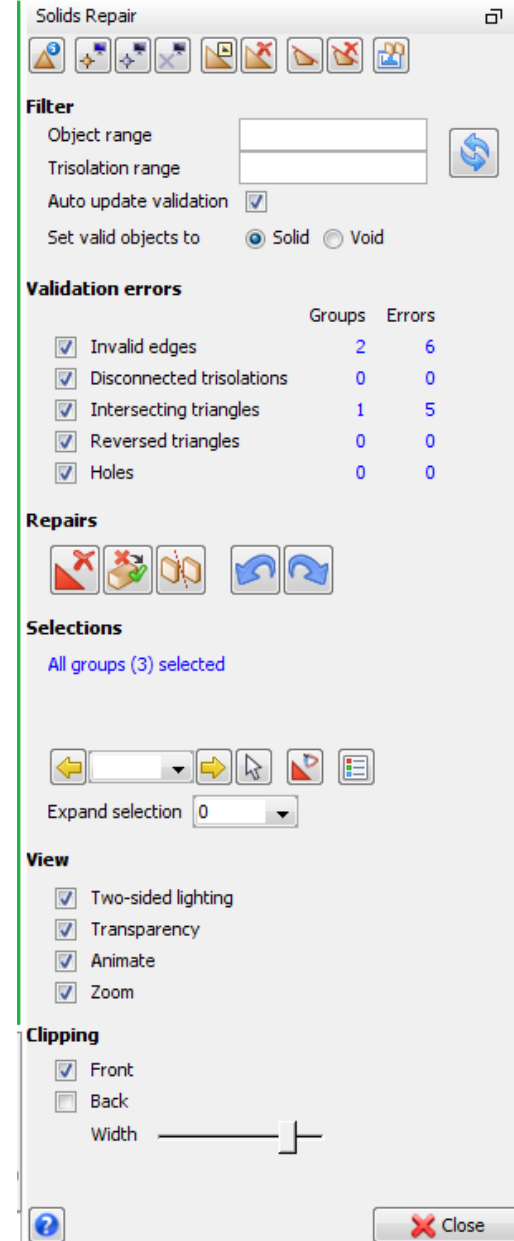 Solids Repair
Filter
Object range
Trisolation range
Auto update validation
Set valid objects to Solid Void
Validation errors
Groups Errors
Invalid edges 2 6
Disconnected trisolations 0 0
Intersecting triangles 1 5
Reversed triangles 0 0
Holes 0 0
Repairs
Selections
All groups (3) selected
Expand selection 0
View
Two-sided lighting
Transparency
Animate
Zoom
Clipping
Front
Back
Width
Close